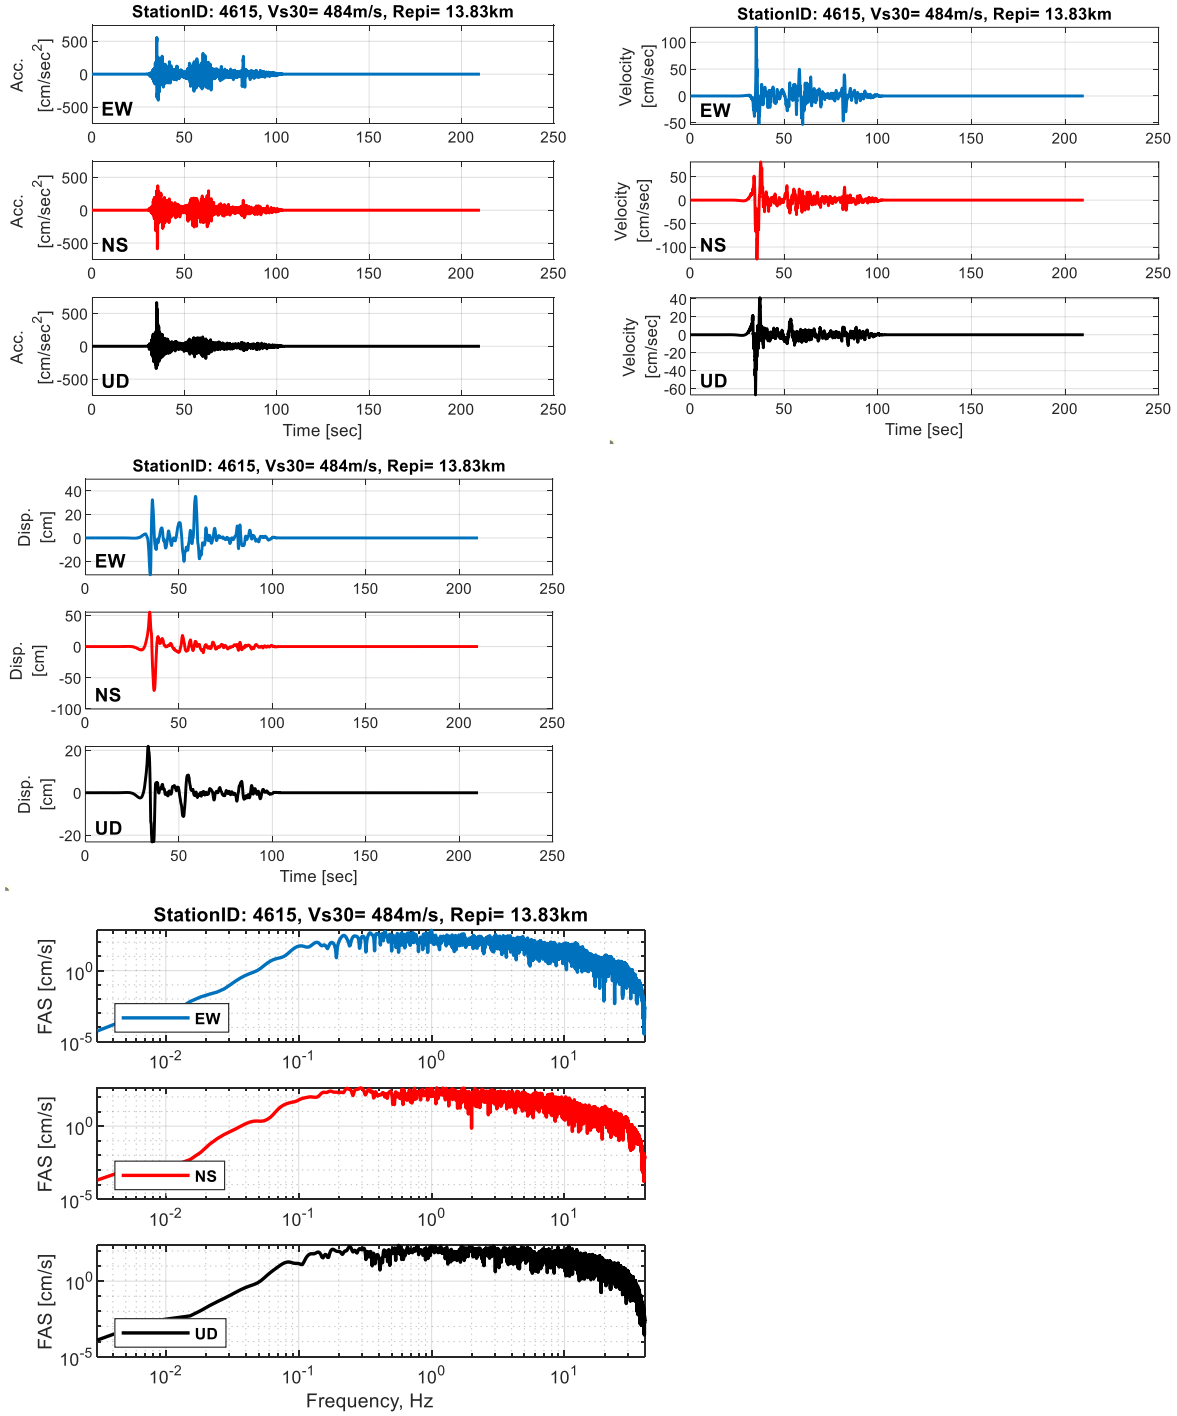 StationID: 4615, Vs30= 484m/s, Repi= 13.83km
Acc.
[cm/sec²]
500
0
-500
EW
0 50 100 150 200 250
Acc.
[cm/sec²]
500
0
-500
NS
0 50 100 150 200 250
Acc.
[cm/sec²]
500
0
-500
UD
0 50 100 150 200 250
Time [sec]
StationID: 4615, Vs30= 484m/s, Repi= 13.83km
Velocity
[cm/sec]
100
50
0
-50
EW
0 50 100 150 200 250
Velocity
[cm/sec]
50
0
-50
-100
NS
0 50 100 150 200 250
Velocity
[cm/sec]
40
20
0
-20
-40
-60
UD
0 50 100 150 200 250
Time [sec]
StationID: 4615, Vs30= 484m/s, Repi= 13.83km
Disp.
[cm]
40
20
0
-20
EW
0 50 100 150 200 250
Disp.
[cm]
50
0
-50
-100
NS
0 50 100 150 200 250
Disp.
[cm]
20
0
-20
UD
0 50 100 150 200 250
Time [sec]
StationID: 4615, Vs30= 484m/s, Repi= 13.83km
FAS [cm/s]
10⁰
10⁻⁵
EW
10⁻² 10⁻¹ 10⁰ 10¹
FAS [cm/s]
10⁰
10⁻⁵
NS
10⁻² 10⁻¹ 10⁰ 10¹
FAS [cm/s]
10⁰
10⁻⁵
UD
10⁻² 10⁻¹ 10⁰ 10¹
Frequency, Hz